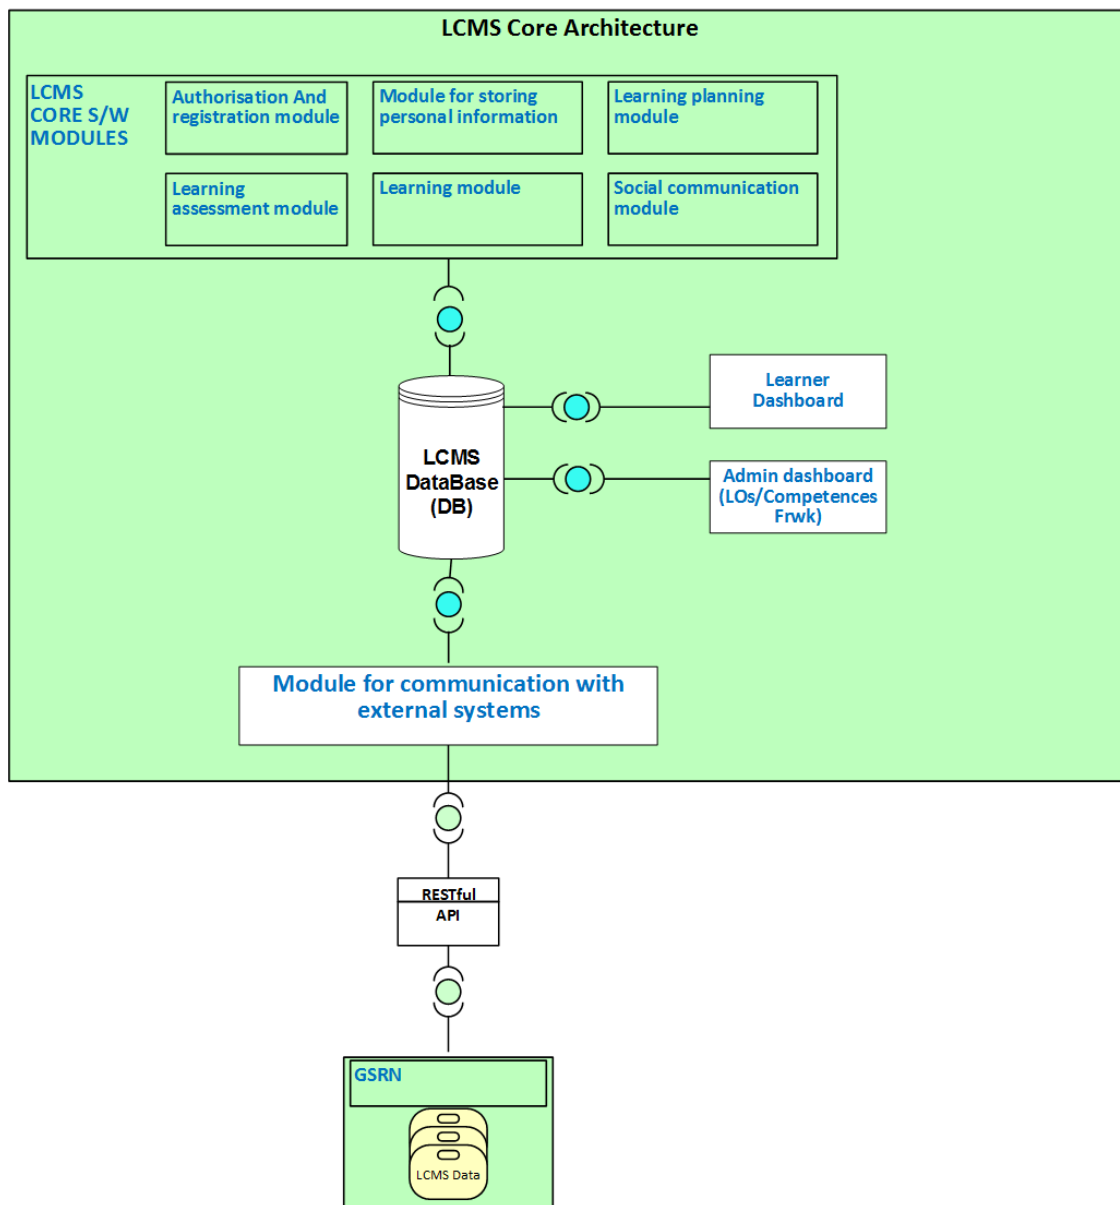 LCMS Core Architecture
LCMS
CORE S/W
MODULES
Authorisation And
registration module
Module for storing
personal information
Learning planning
module
Learning
assessment module
Learning module
Social communication
module
LCMS
DataBase
(DB)
Learner
Dashboard
Admin dashboard
(LOs/Competences
Frwk)
Module for communication with
external systems
RESTful
API
GSRN
LCMS Data